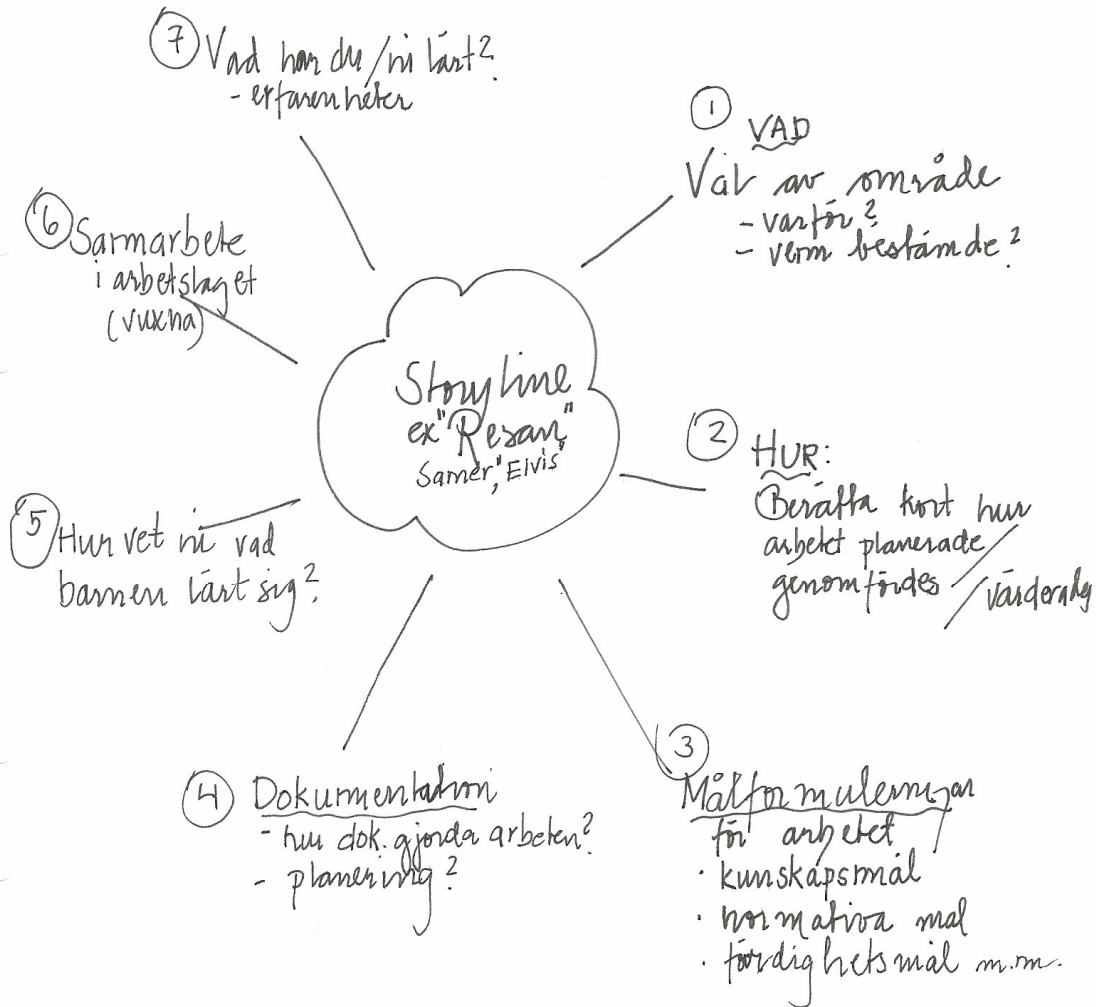 Storyline
ex "Resan"
Samer, "Elvis"
① VAD
Val av område
- varför?
- vem bestämde?
② HUR:
Berätta kort hur
arbetet planerade/
genomfördes /värdering
③
Målformuleringar
för arbetet
· kunskapsmål
· normativa mål
· färdighetsmål m.m.
④ Dokumentation
- hur dok. gjorda arbeten?
- planering?
⑤ Hur vet ni vad
barnen lärt sig?
⑥ Samarbete
i arbetslaget
(vuxna)
⑦ Vad har du/ni lärt?
- erfarenheter